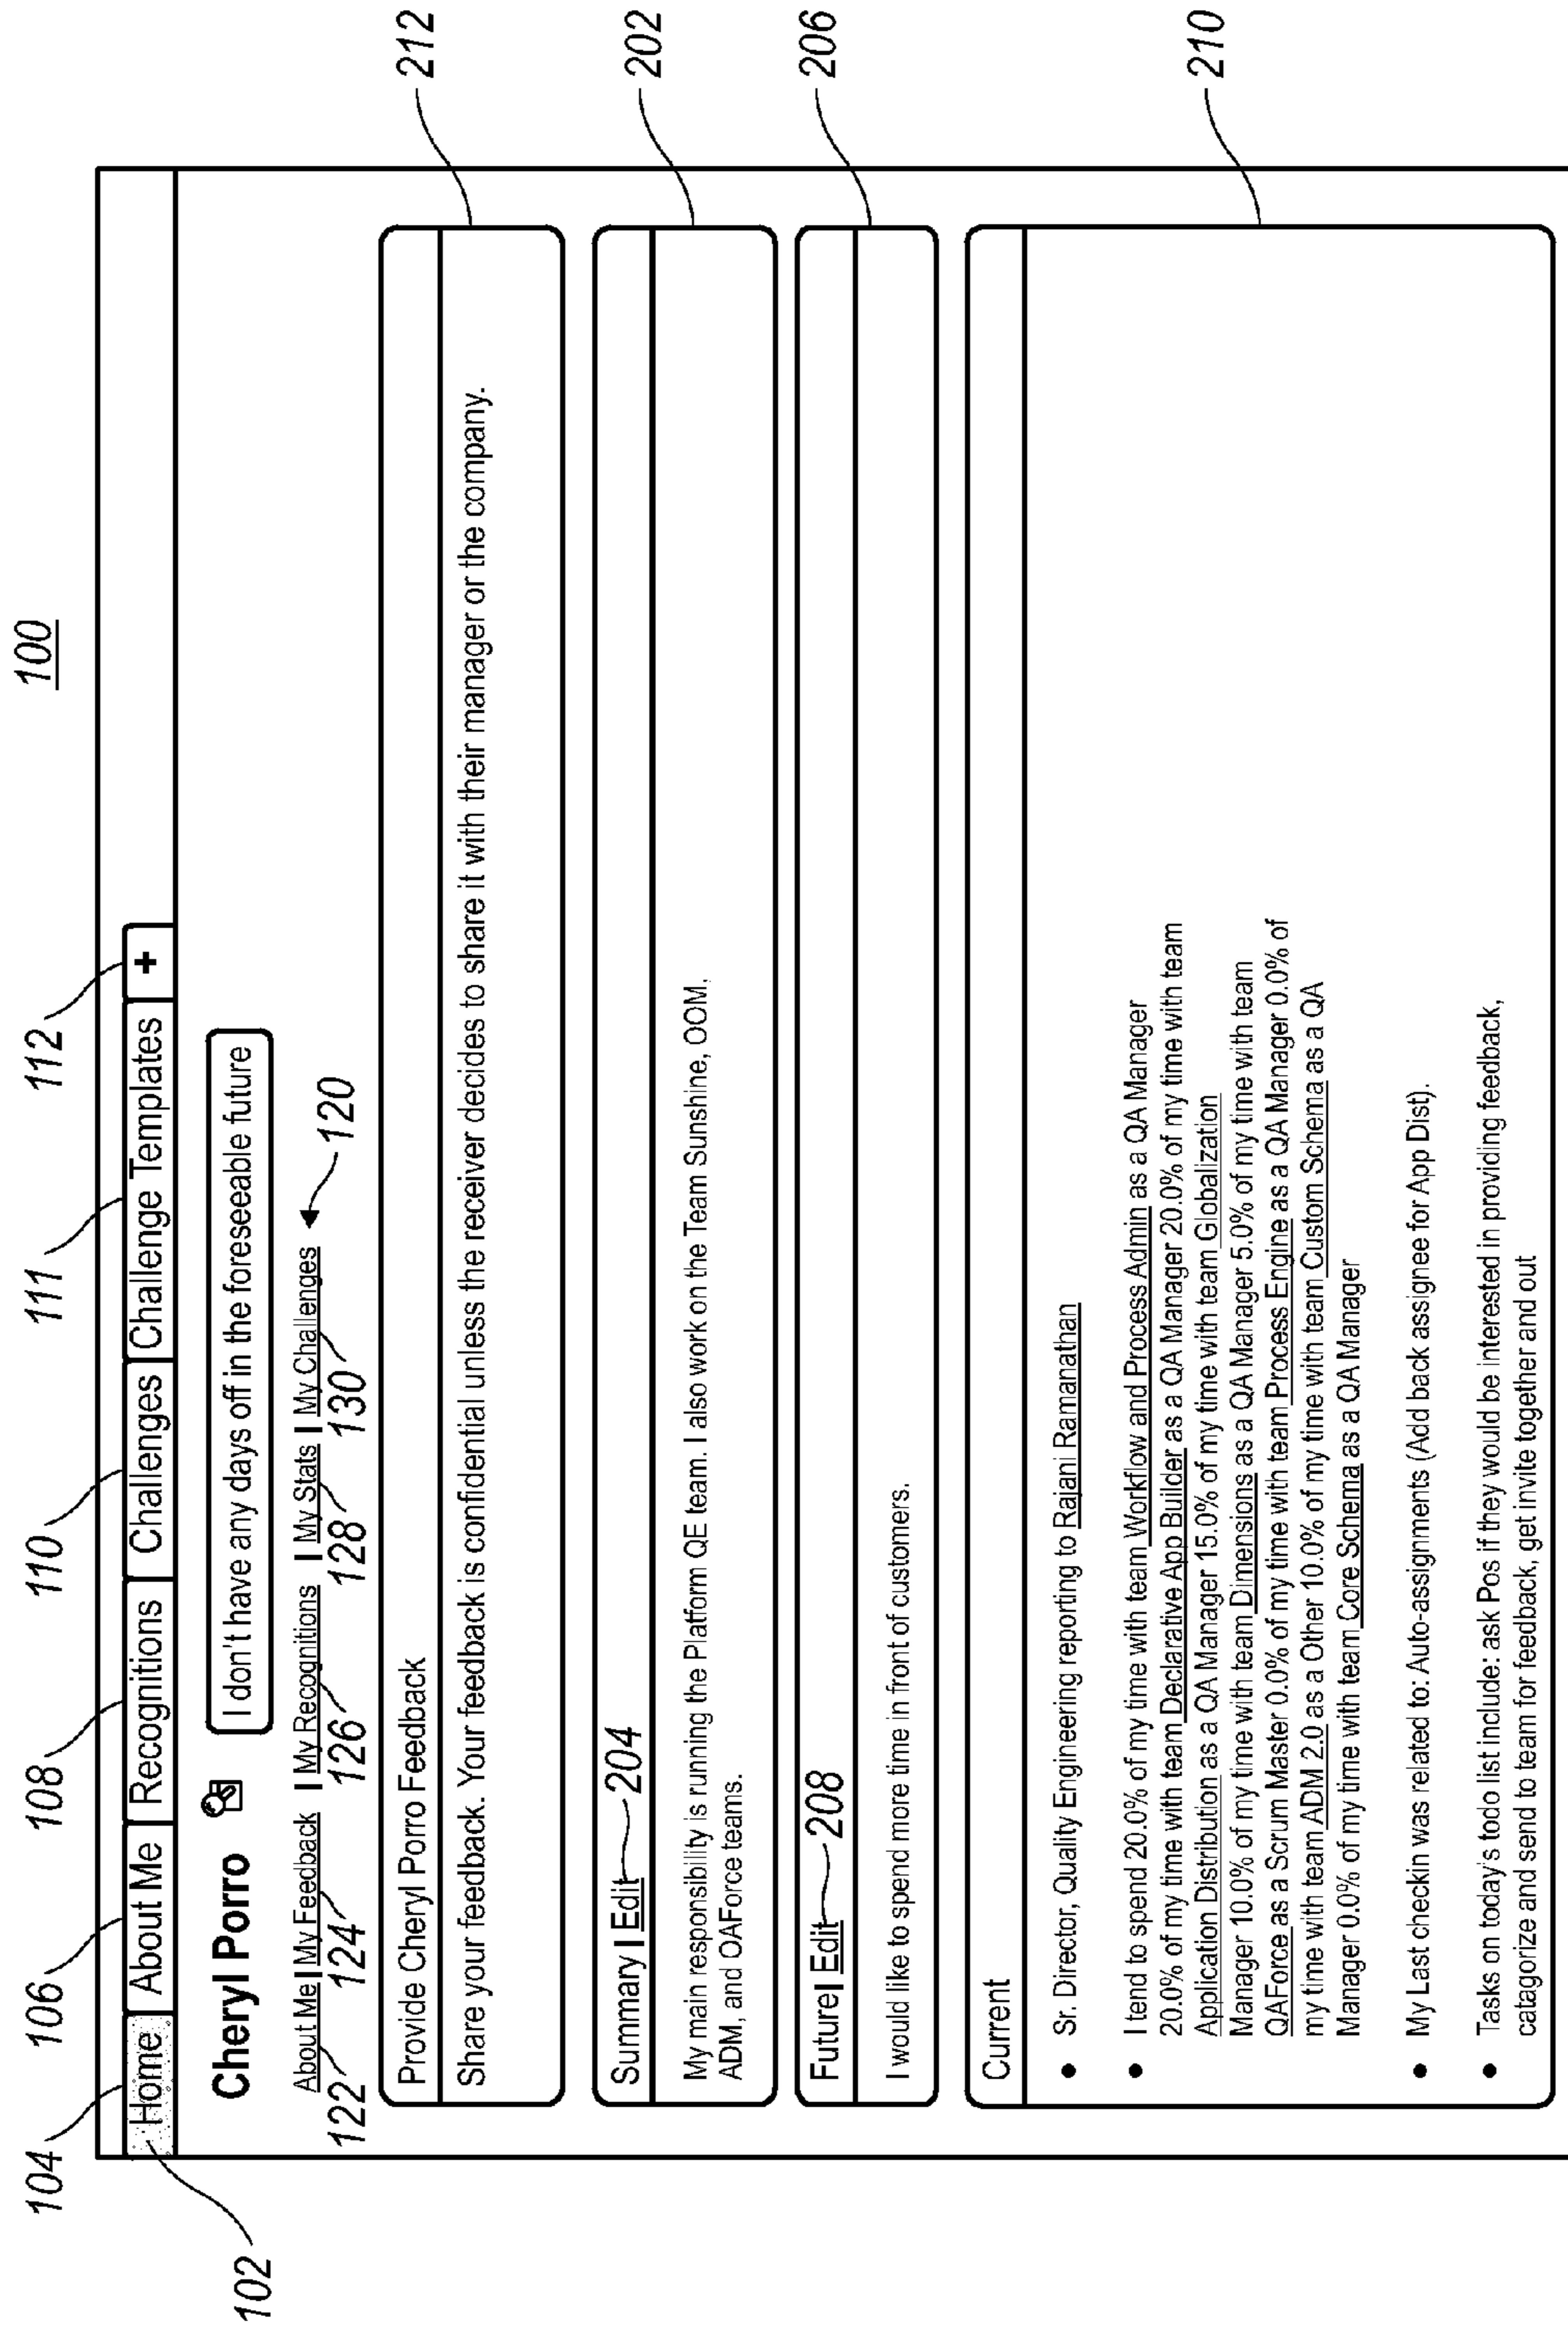 100
104 106 108 110 111 112
102
Home About Me Recognitions Challenges Challenge Templates +
Cheryl Porro I don't have any days off in the foreseeable future
About Me | My Feedback | My Recognitions | My Stats | My Challenges 120
122 124 126 128 130
Provide Cheryl Porro Feedback
212
Share your feedback. Your feedback is confidential unless the receiver decides to share it with their manager or the company.
Summary | Edit 204
202
My main responsibility is running the Platform QE team. I also work on the Team Sunshine, OOM,
ADM, and OAForce teams.
Future | Edit 208
206
I would like to spend more time in front of customers.
Current
210
• Sr. Director, Quality Engineering reporting to Rajani Ramanathan
• I tend to spend 20.0% of my time with team Workflow and Process Admin as a QA Manager
20.0% of my time with team Declarative App Builder as a QA Manager 20.0% of my time with team
Application Distribution as a QA Manager 15.0% of my time with team Globalization
Manager 10.0% of my time with team Dimensions as a QA Manager 5.0% of my time with team
QAForce as a Scrum Master 0.0% of my time with team Process Engine as a QA Manager 0.0% of
my time with team ADM 2.0 as a Other 10.0% of my time with team Custom Schema as a QA
Manager 0.0% of my time with team Core Schema as a QA Manager
• My Last checkin was related to: Auto-assignments (Add back assignee for App Dist).
• Tasks on today's todo list include: ask Pos if they would be interested in providing feedback,
catagorize and send to team for feedback, get invite together and out